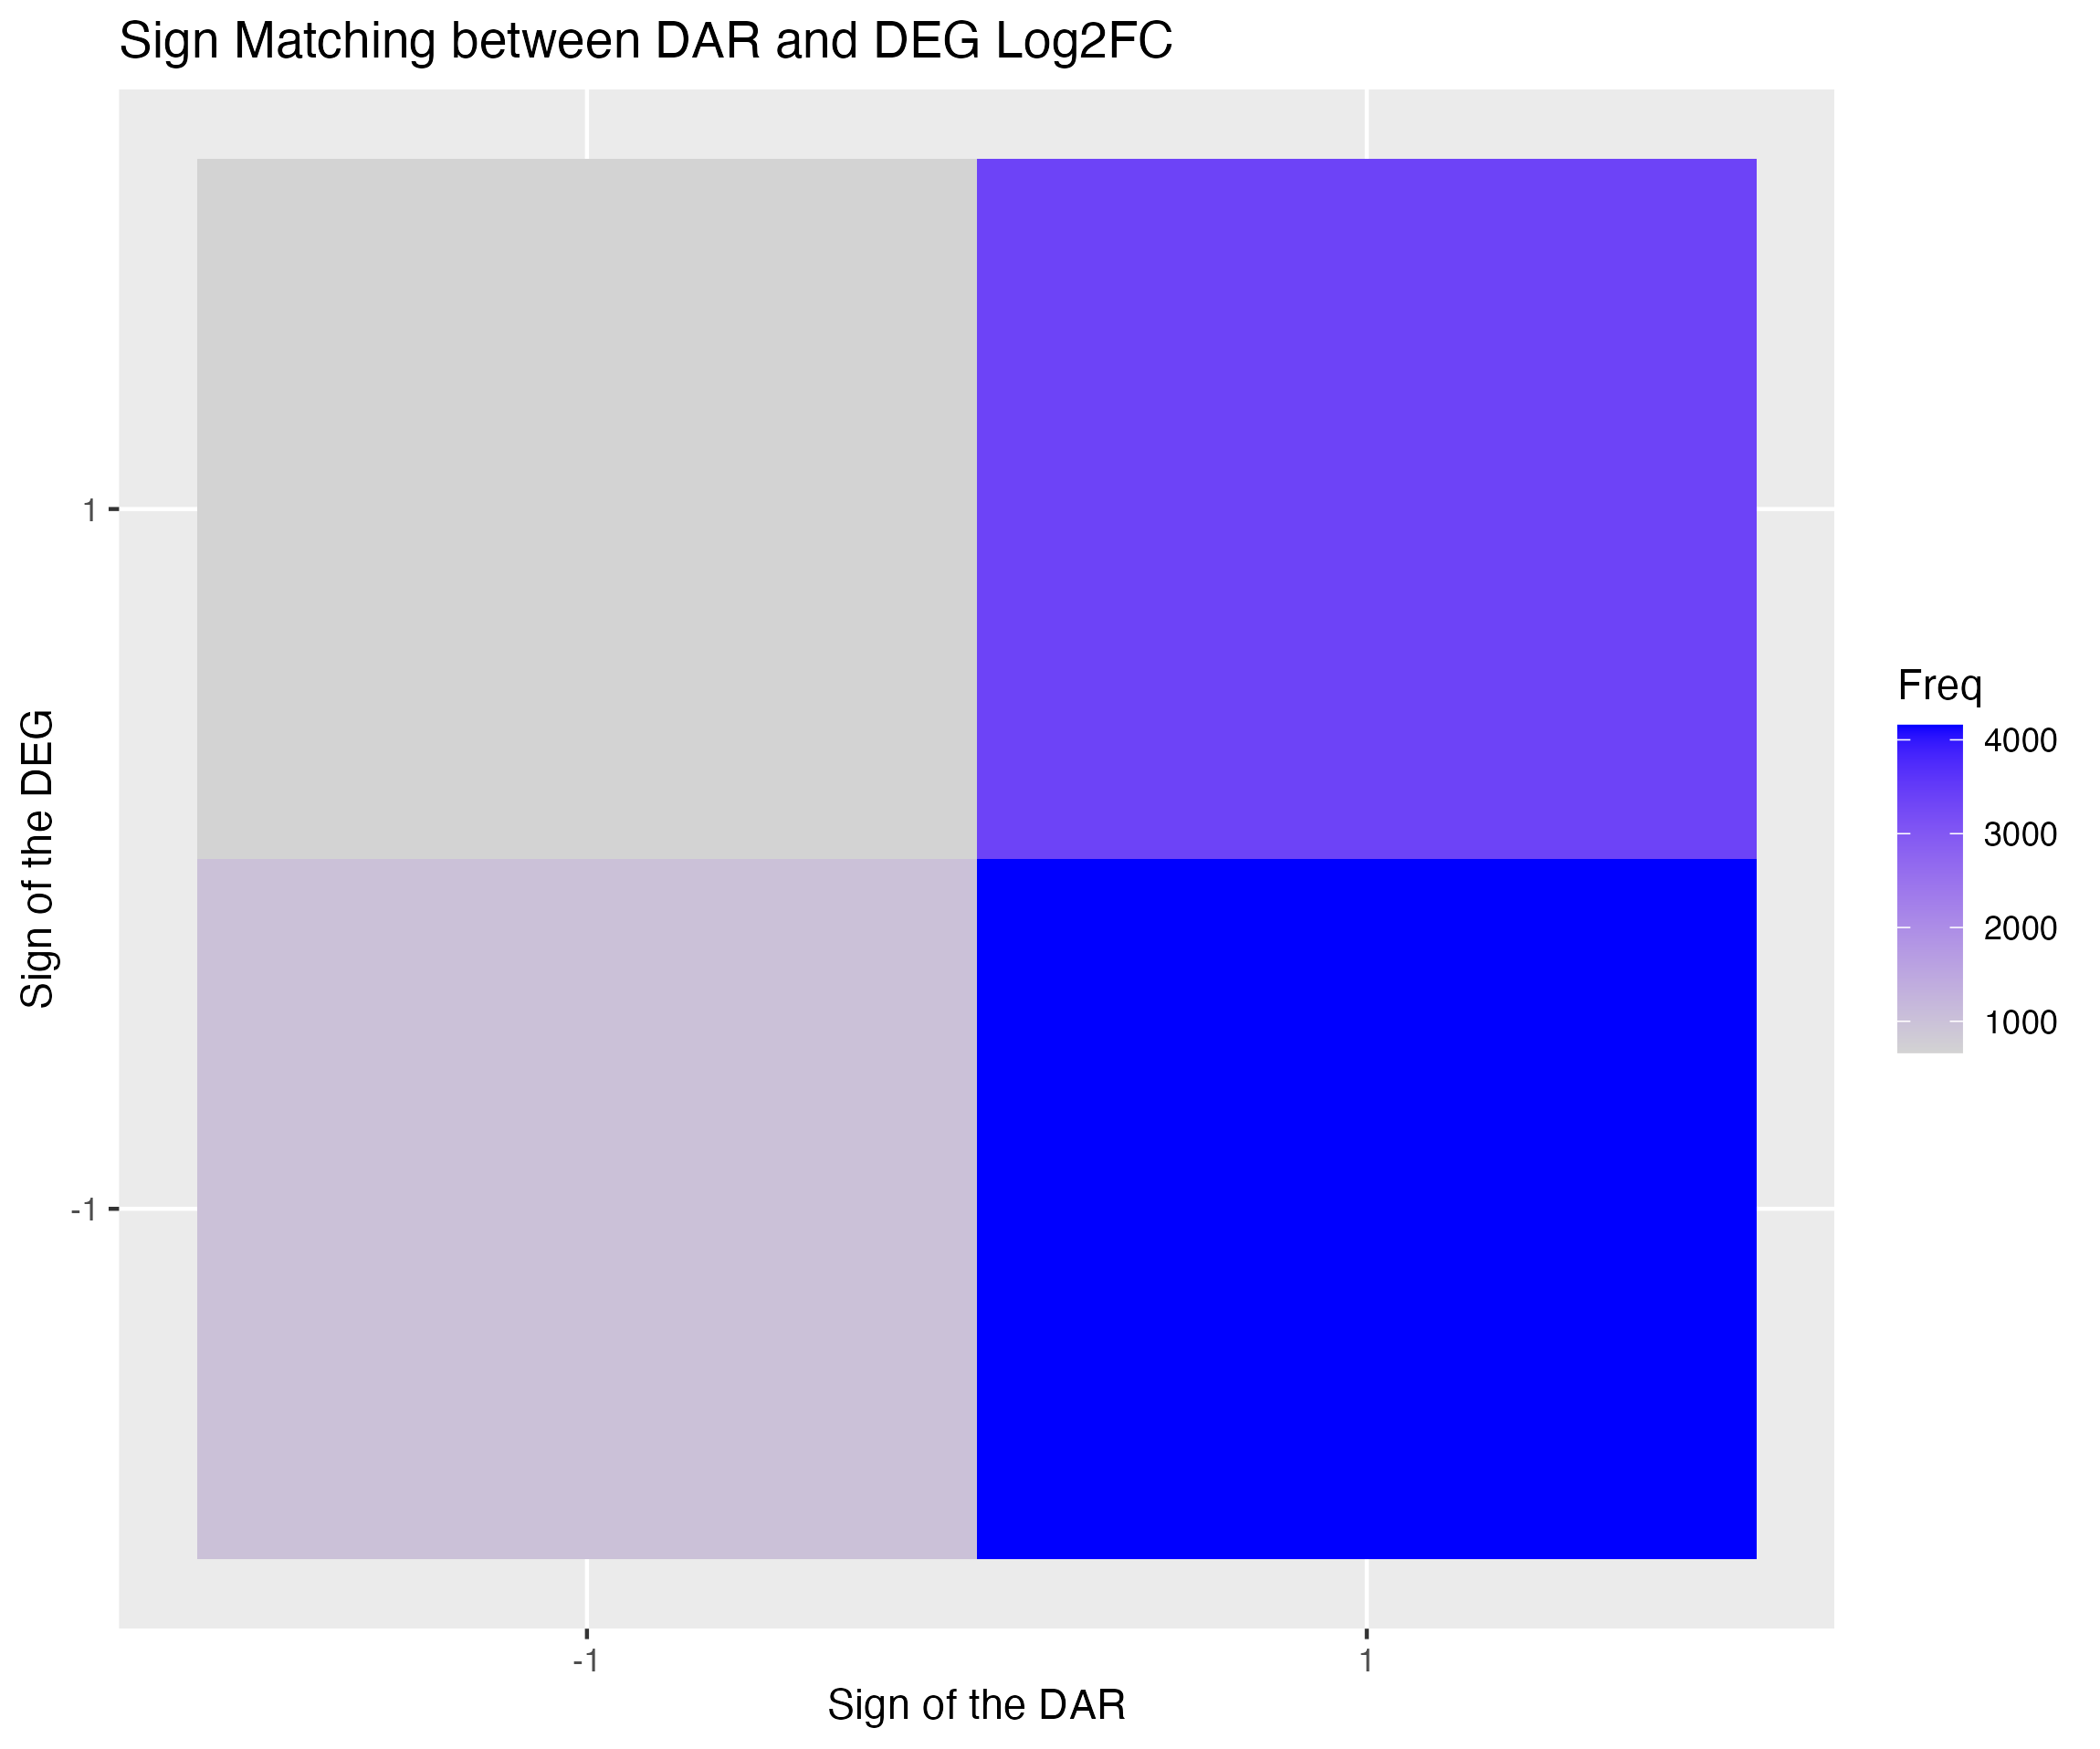 Sign Matching between DAR and DEG Log2FC
Sign of the DEG
1
-1
-1
1
Sign of the DAR
Freq
4000
3000
2000
1000